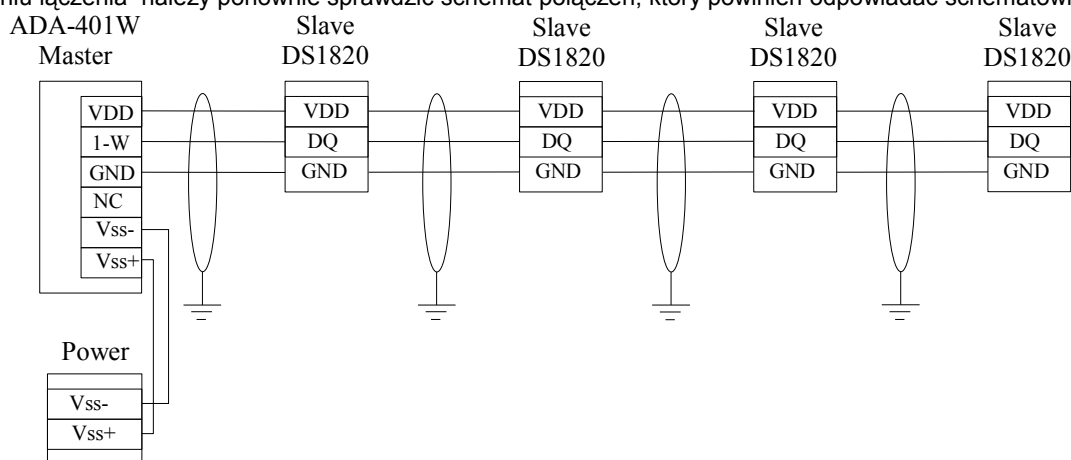 niu łączenia należy ponownie sprawdzić schemat połączeń, który powinien odpowiadać schematowi
ADA-401W
Master
Slave
DS1820
Slave
DS1820
Slave
DS1820
Slave
DS1820
VDD
1-W
GND
NC
Vss-
Vss+
VDD
DQ
GND
VDD
DQ
GND
VDD
DQ
GND
VDD
DQ
GND
Power
Vss-
Vss+